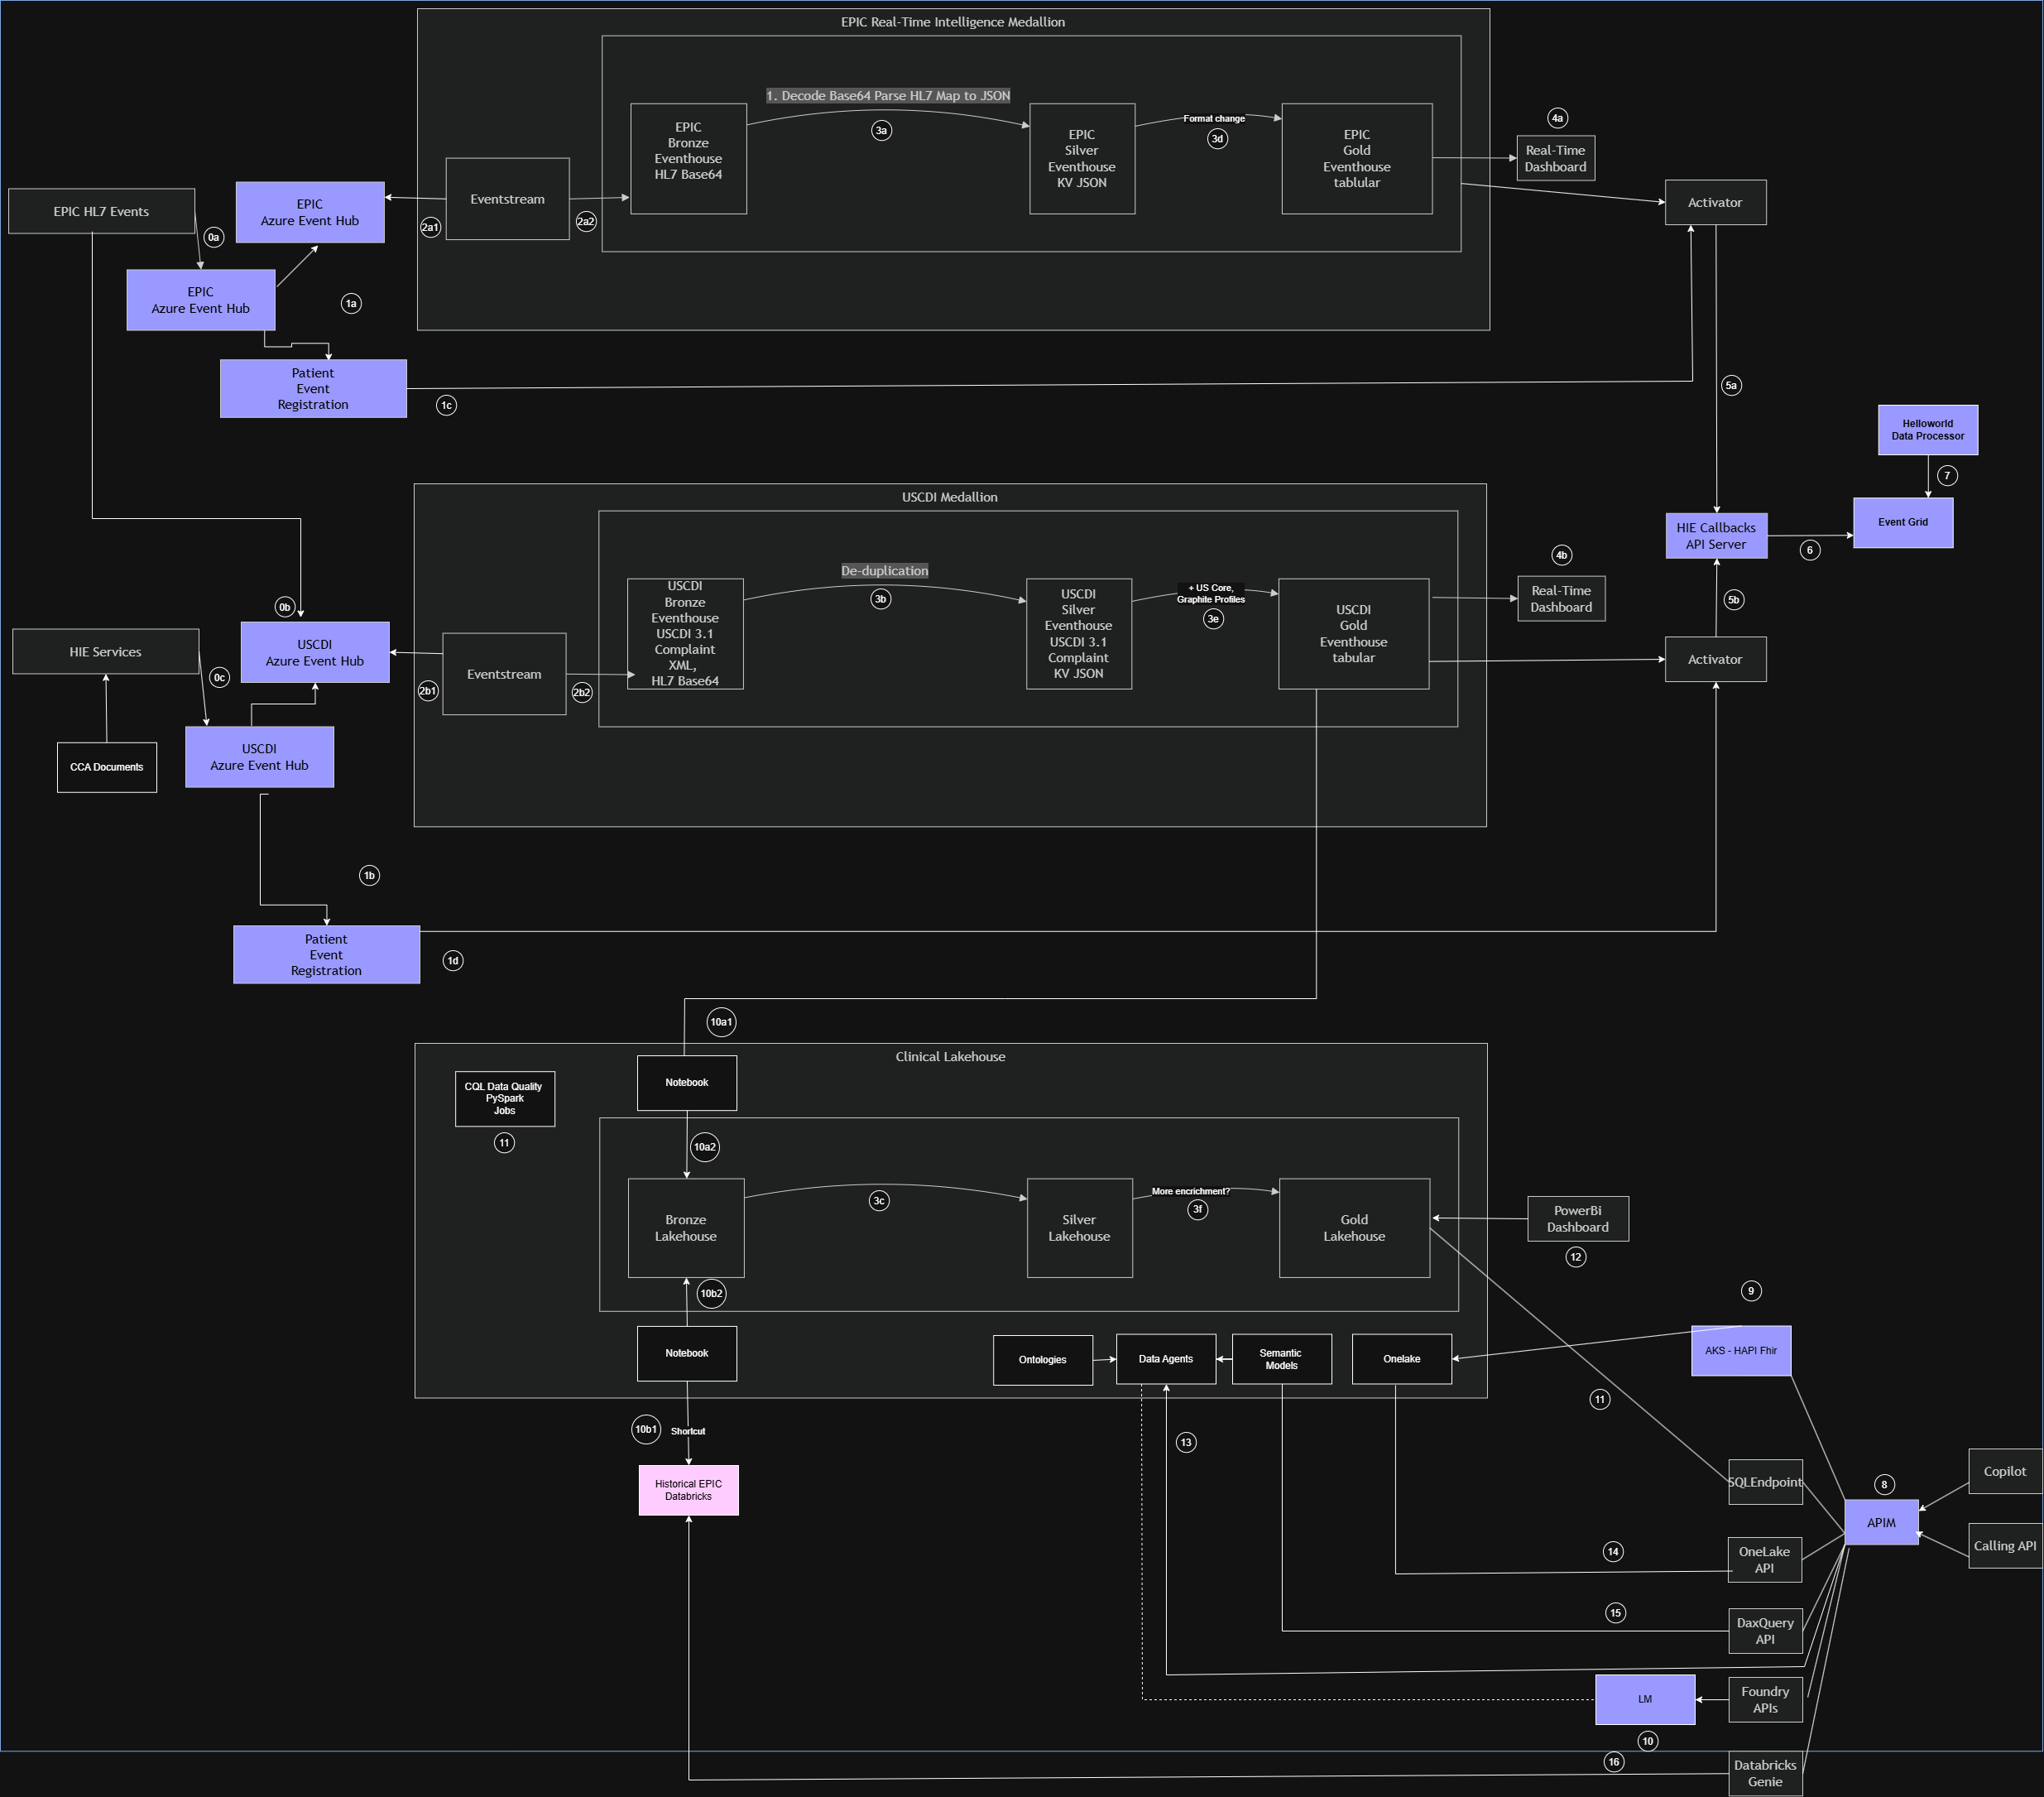 EPIC Real-Time Intelligence Medallion
1. Decode Base64 Parse HL7 Map to JSON
3a
EPIC
Bronze
Eventhouse
HL7 Base64
EPIC
Silver
Eventhouse
KV JSON
Format change
3d
EPIC
Gold
Eventhouse
tablular
4a
Real-Time
Dashboard
Activator
EPIC HL7 Events
0a
EPIC
Azure Event Hub
2a1
Eventstream
2a2
EPIC
Azure Event Hub
1a
Patient
Event
Registration
1c
5a
Helloworld
Data Processor
7
Event Grid
HIE Callbacks
API Server
6
USCDI Medallion
De-duplication
3b
USCDI
Bronze
Eventhouse
USCDI 3.1
Complaint
XML,
HL7 Base64
USCDI
Silver
Eventhouse
USCDI 3.1
Complaint
KV JSON
+ US Core,
Graphite Profiles
3e
USCDI
Gold
Eventhouse
tabular
4b
Real-Time
Dashboard
5b
Activator
0b
HIE Services
0c
USCDI
Azure Event Hub
2b1
Eventstream
2b2
CCA Documents
USCDI
Azure Event Hub
1b
Patient
Event
Registration
1d
10a1
Clinical Lakehouse
CQL Data Quality
PySpark
Jobs
11
Notebook
10a2
Bronze
Lakehouse
3c
Silver
Lakehouse
More encrichment?
3f
Gold
Lakehouse
PowerBi
Dashboard
12
10b2
Notebook
Ontologies
Data Agents
Semantic
Models
Onelake
9
AKS - HAPI Fhir
11
10b1
Shortcut
13
Historical EPIC
Databricks
SQLEndpoint
8
APIM
Copilot
Calling API
14
OneLake
API
15
DaxQuery
API
LM
10
Foundry
APIs
16
Databricks
Genie